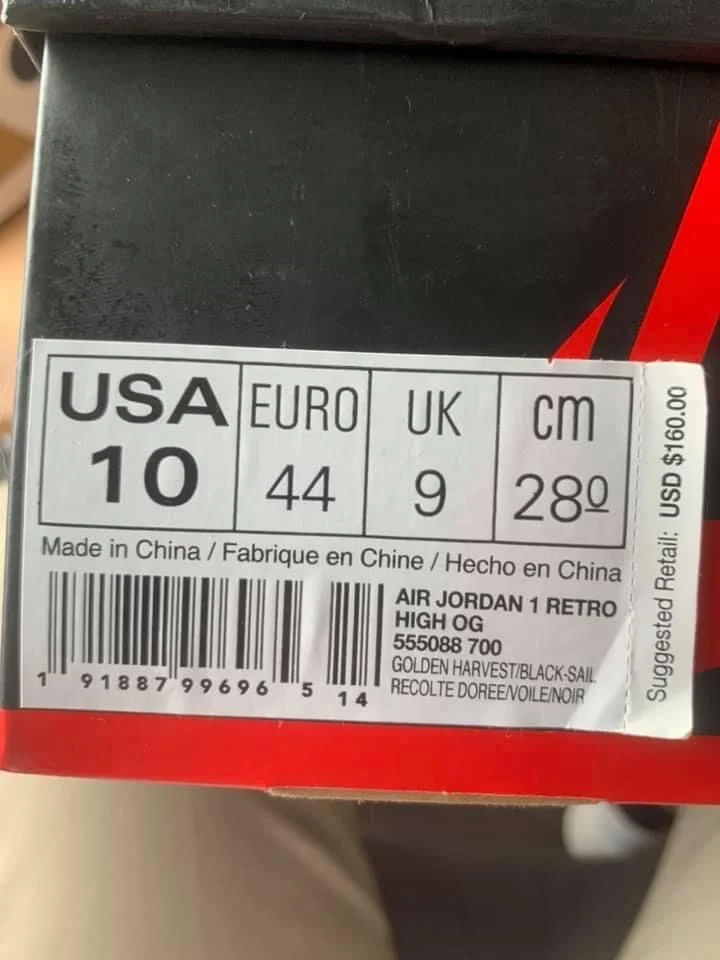 USA EURO UK cm
10 44 9 28⁰
Made in China / Fabrique en Chine / Hecho en China
AIR JORDAN 1 RETRO
HIGH OG
555088 700
GOLDEN HARVEST/BLACK-SAIL
RECOLTE DOREE/VOILE/NOIR
1 91887 99696 5 14
Suggested Retail: USD $160.00